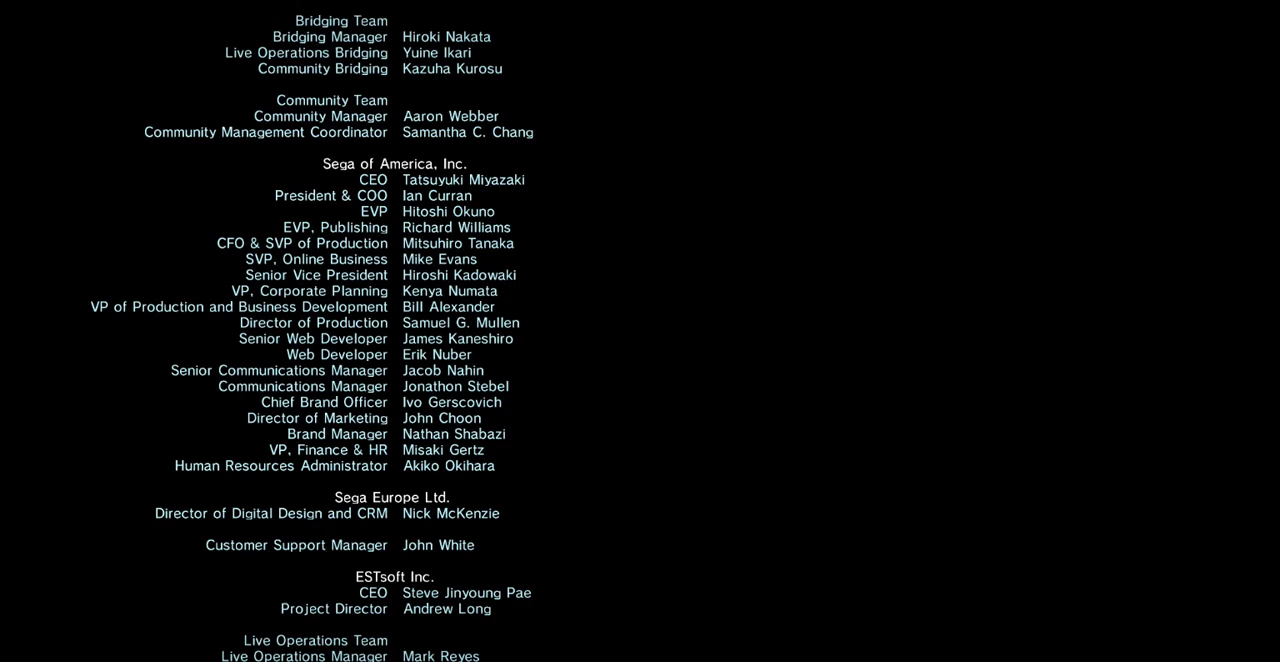 Bridging Team
Bridging Manager Hiroki Nakata
Live Operations Bridging Yuine Ikari
Community Bridging Kazuha Kurosu
Community Team
Community Manager Aaron Webber
Community Management Coordinator Samantha C. Chang
Sega of America, Inc.
CEO Tatsuyuki Miyazaki
President & COO Ian Curran
EVP Hitoshi Okuno
EVP, Publishing Richard Williams
CFO & SVP of Production Mitsuhiro Tanaka
SVP, Online Business Mike Evans
Senior Vice President Hiroshi Kadowaki
VP, Corporate Planning Kenya Numata
VP of Production and Business Development Bill Alexander
Director of Production Samuel G. Mullen
Senior Web Developer James Kaneshiro
Web Developer Erik Nuber
Senior Communications Manager Jacob Nahin
Communications Manager Jonathon Stebel
Chief Brand Officer Ivo Gerscovich
Director of Marketing John Choon
Brand Manager Nathan Shabazi
VP, Finance & HR Misaki Gertz
Human Resources Administrator Akiko Okihara
Sega Europe Ltd.
Director of Digital Design and CRM Nick McKenzie
Customer Support Manager John White
ESTsoft Inc.
CEO Steve Jinyoung Pae
Project Director Andrew Long
Live Operations Team
Live Operations Manager Mark Reyes